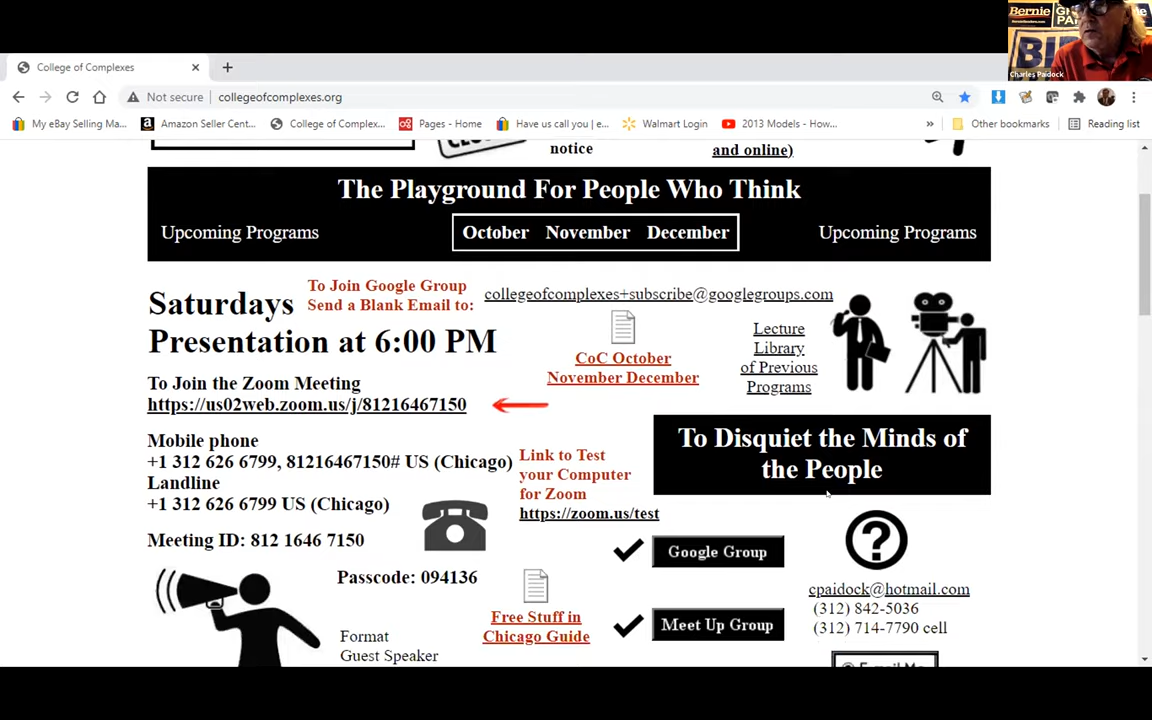 Bernie
Charles Paidock
College of Complexes
Not secure
collegeofcomplexes.org
My eBay Selling Ma...
Amazon Seller Cent...
College of Complex...
Pages - Home
Have us call you | e...
Walmart Login
2013 Models - How...
»
Other bookmarks
Reading list
notice
and online)
The Playground For People Who Think
Upcoming Programs
October November December
Upcoming Programs
Saturdays
Presentation at 6:00 PM
To Join Google Group
Send a Blank Email to:
collegeofcomplexes+subscribe@googlegroups.com
CoC October
November December
Lecture
Library
of Previous
Programs
To Join the Zoom Meeting
https://us02web.zoom.us/j/81216467150
To Disquiet the Minds of
the People
Mobile phone
+1 312 626 6799, 81216467150# US (Chicago)
Landline
+1 312 626 6799 US (Chicago)
Link to Test
your Computer
for Zoom
https://zoom.us/test
Meeting ID: 812 1646 7150
Google Group
?
Passcode: 094136
cpaidock@hotmail.com
(312) 842-5036
(312) 714-7790 cell
Free Stuff in
Chicago Guide
Meet Up Group
Format
Guest Speaker